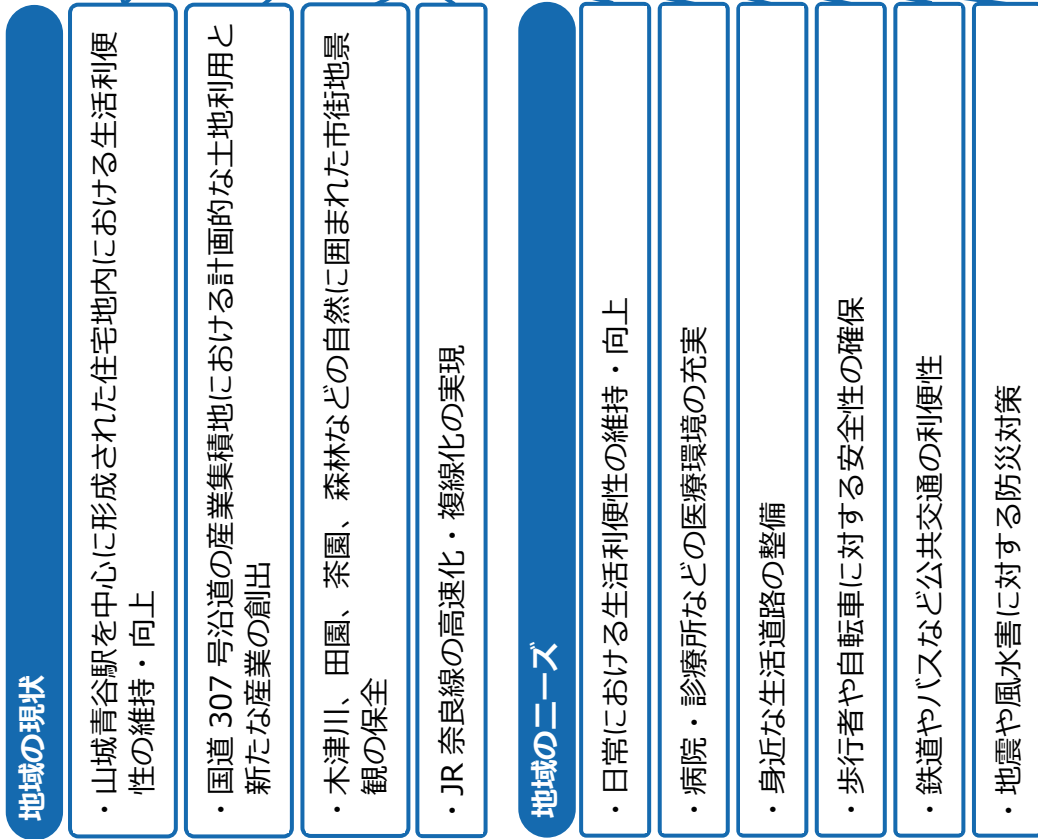 地域の現状
・山城青谷駅を中心に形成された住宅地内における生活利便
性の維持・向上
・国道 307 号沿道の産業集積地における計画的な土地利用と
新たな産業の創出
・木津川、田園、茶園、森林などの自然に囲まれた市街地景
観の保全
・JR 奈良線の高速化・複線化の実現
地域のニーズ
・日常における生活利便性の維持・向上
・病院・診療所などの医療環境の充実
・身近な生活道路の整備
・歩行者や自転車に対する安全性の確保
・鉄道やバスなど公共交通の利便性
・地震や風水害に対する防災対策